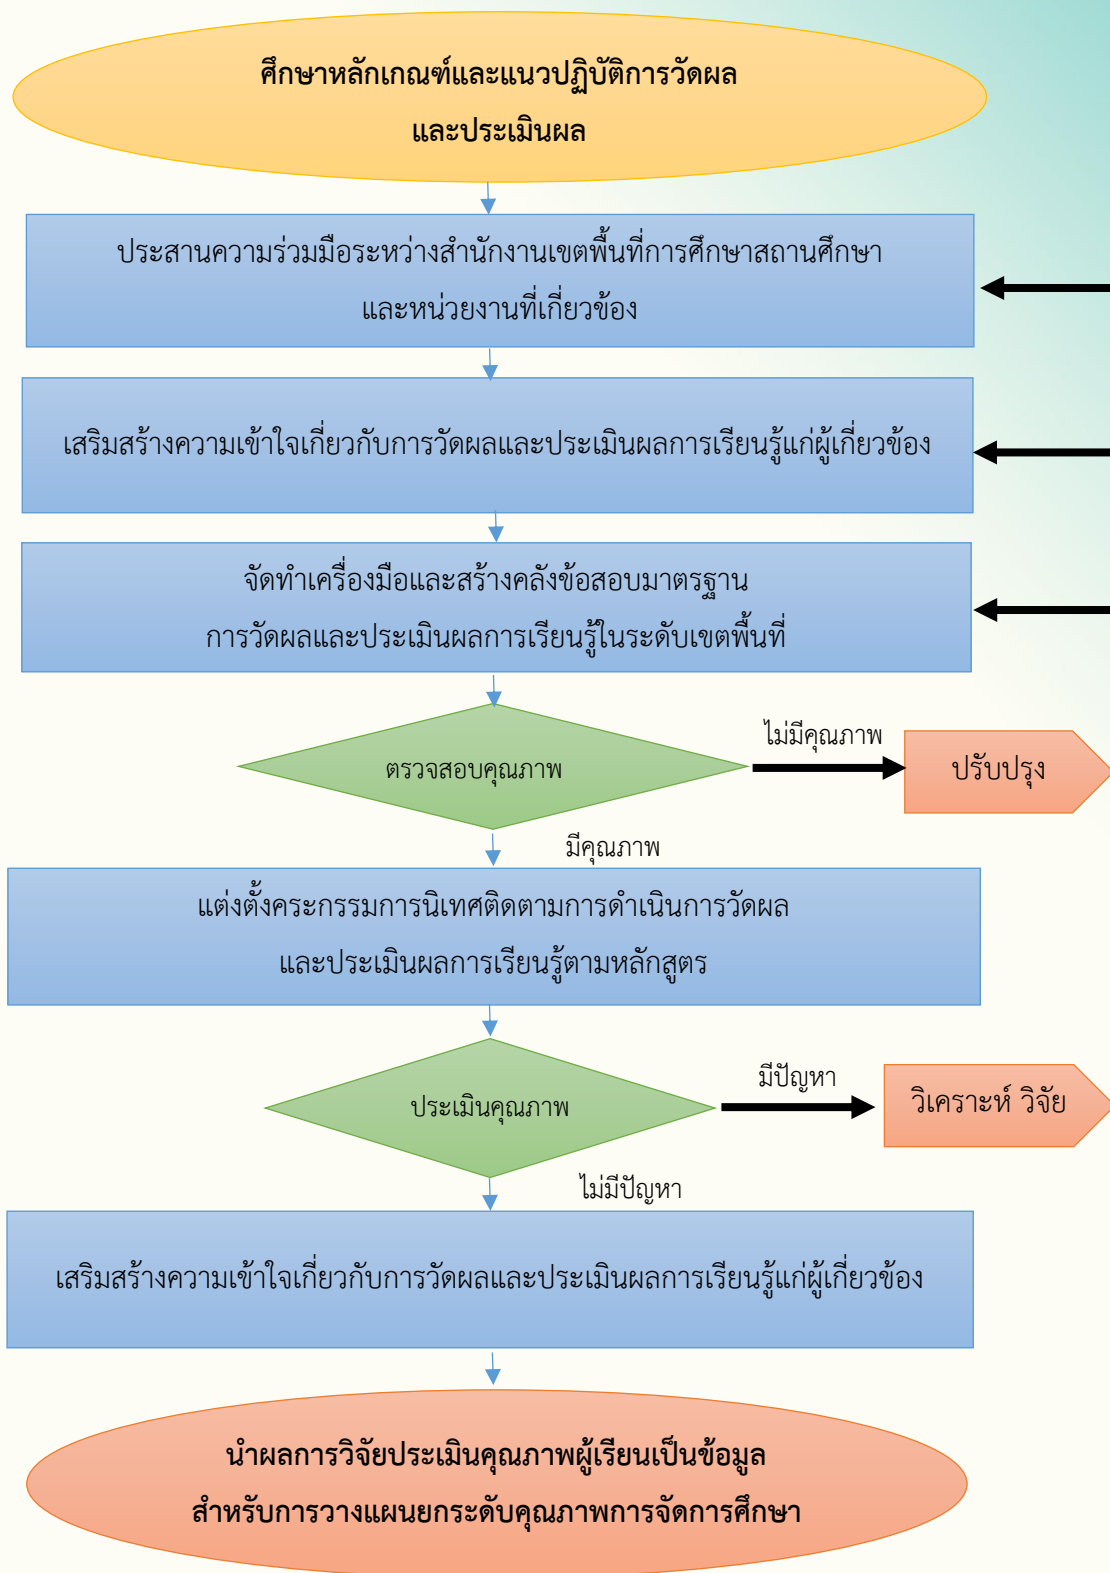 ศึกษาหลักเกณฑ์และแนวปฏิบัติการวัดผล
และประเมินผล
ประสานความร่วมมือระหว่างสำนักงานเขตพื้นที่การศึกษาสถานศึกษา
และหน่วยงานที่เกี่ยวข้อง
เสริมสร้างความเข้าใจเกี่ยวกับการวัดผลและประเมินผลการเรียนรู้แก่ผู้เกี่ยวข้อง
จัดทำเครื่องมือและสร้างคลังข้อสอบมาตรฐาน
การวัดผลและประเมินผลการเรียนรู้ในระดับเขตพื้นที่
ตรวจสอบคุณภาพ
ไม่มีคุณภาพ
ปรับปรุง
มีคุณภาพ
แต่งตั้งคระกรรมการนิเทศติดตามการดำเนินการวัดผล
และประเมินผลการเรียนรู้ตามหลักสูตร
ประเมินคุณภาพ
มีปัญหา
วิเคราะห์ วิจัย
ไม่มีปัญหา
เสริมสร้างความเข้าใจเกี่ยวกับการวัดผลและประเมินผลการเรียนรู้แก่ผู้เกี่ยวข้อง
นำผลการวิจัยประเมินคุณภาพผู้เรียนเป็นข้อมูล
สำหรับการวางแผนยกระดับคุณภาพการจัดการศึกษา